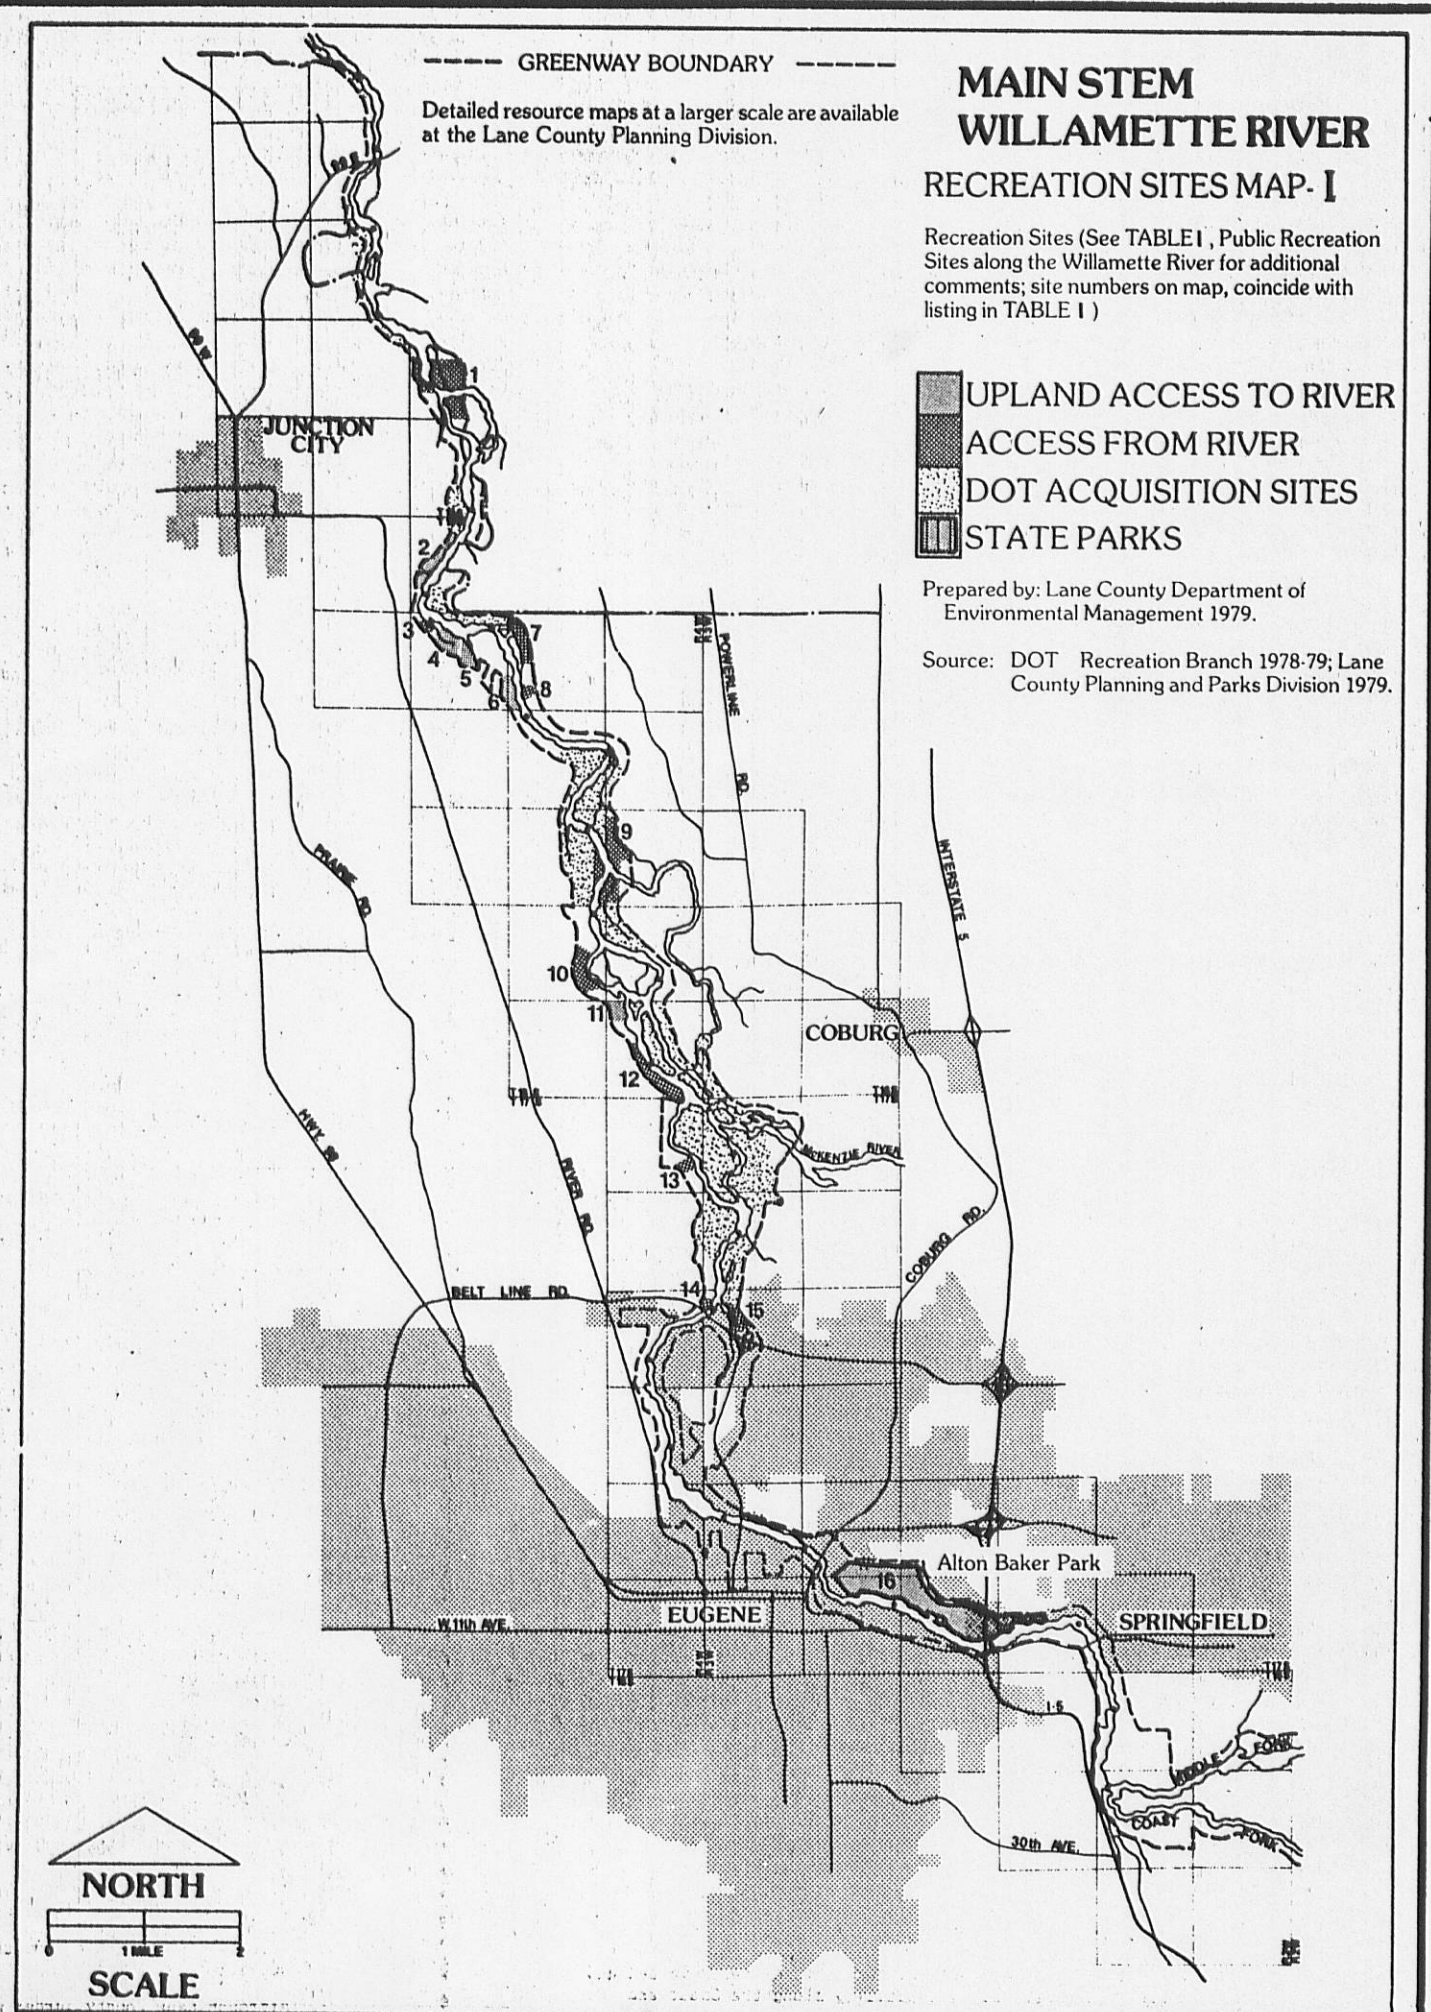 GREENWAY BOUNDARY
Detailed resource maps at a larger scale are available
at the Lane County Planning Division.
MAIN STEM
WILLAMETTE RIVER
RECREATION SITES MAP- I
Recreation Sites (See TABLE I , Public Recreation
Sites along the Willamette River for additional
comments; site numbers on map, coincide with
listing in TABLE I )
UPLAND ACCESS TO RIVER
ACCESS FROM RIVER
DOT ACQUISITION SITES
STATE PARKS
Prepared by: Lane County Department of
Environmental Management 1979.
Source: DOT Recreation Branch 1978-79; Lane
County Planning and Parks Division 1979.
99 E
99 W
1
JUNCTION
CITY
2
3
4
5
6
7
8
POWERLINE
RD.
9
PRAIRIE RD.
INTERSTATE 5
10
11
COBURG
12
HWY. 99
McKENZIE RIVER
13
RIVER RD.
COBURG RD.
BELT LINE RD.
14
15
Alton Baker Park
16
EUGENE
SPRINGFIELD
W. 11th AVE.
I-5
MIDDLE FORK
COAST FORK
30th AVE.
NORTH
0
1 MILE
2
SCALE